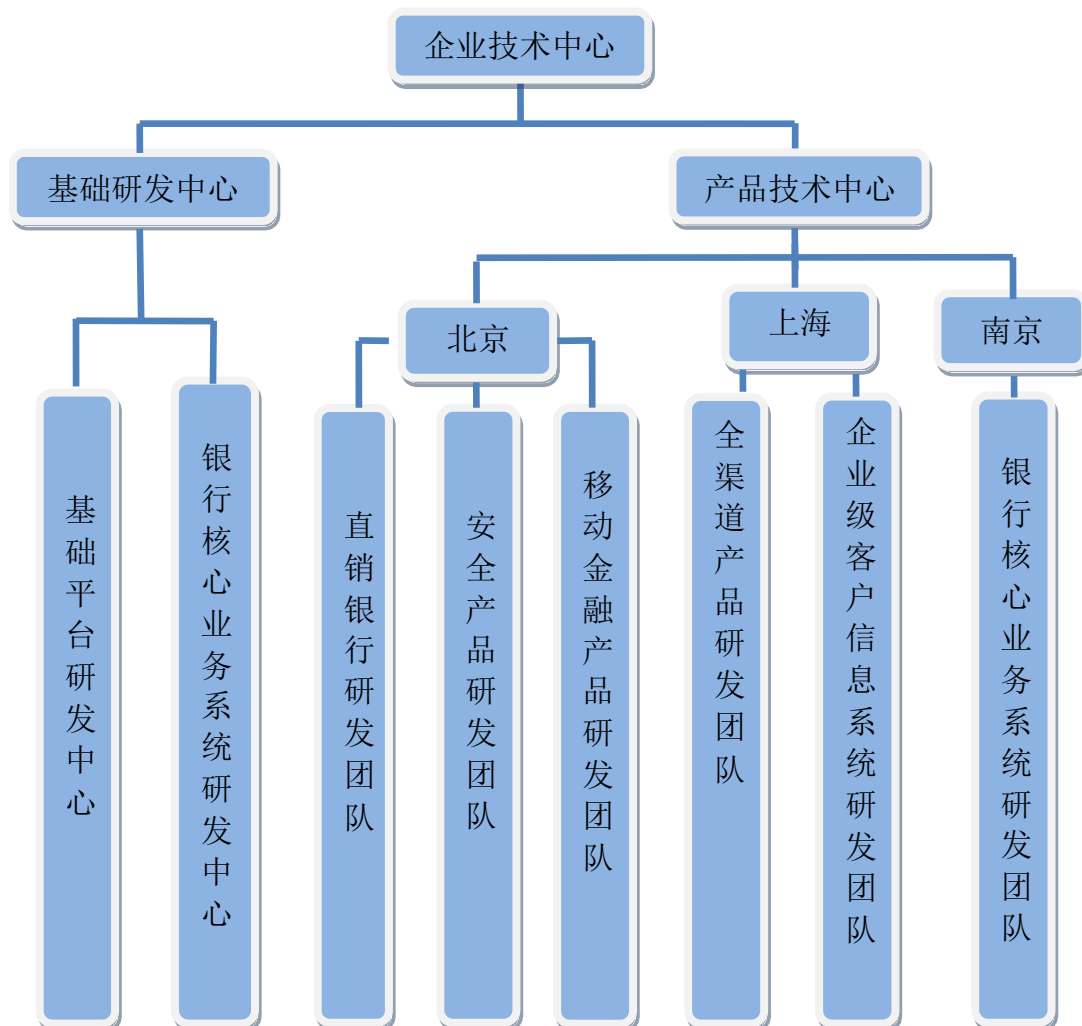 企业技术中心
基础研发中心
产品技术中心
北京
上海
南京
基础平台研发中心
银行核心业务系统研发中心
直销银行研发团队
安全产品研发团队
移动金融产品研发团队
全渠道产品研发团队
企业级客户信息系统研发团队
银行核心业务系统研发团队